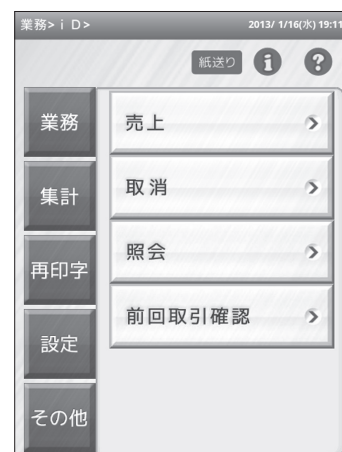 業務>ｉＤ>
2013/ 1/16(水) 19:11
紙送り
i
?
業務
集計
再印字
設定
その他
売上
取消
照会
前回取引確認